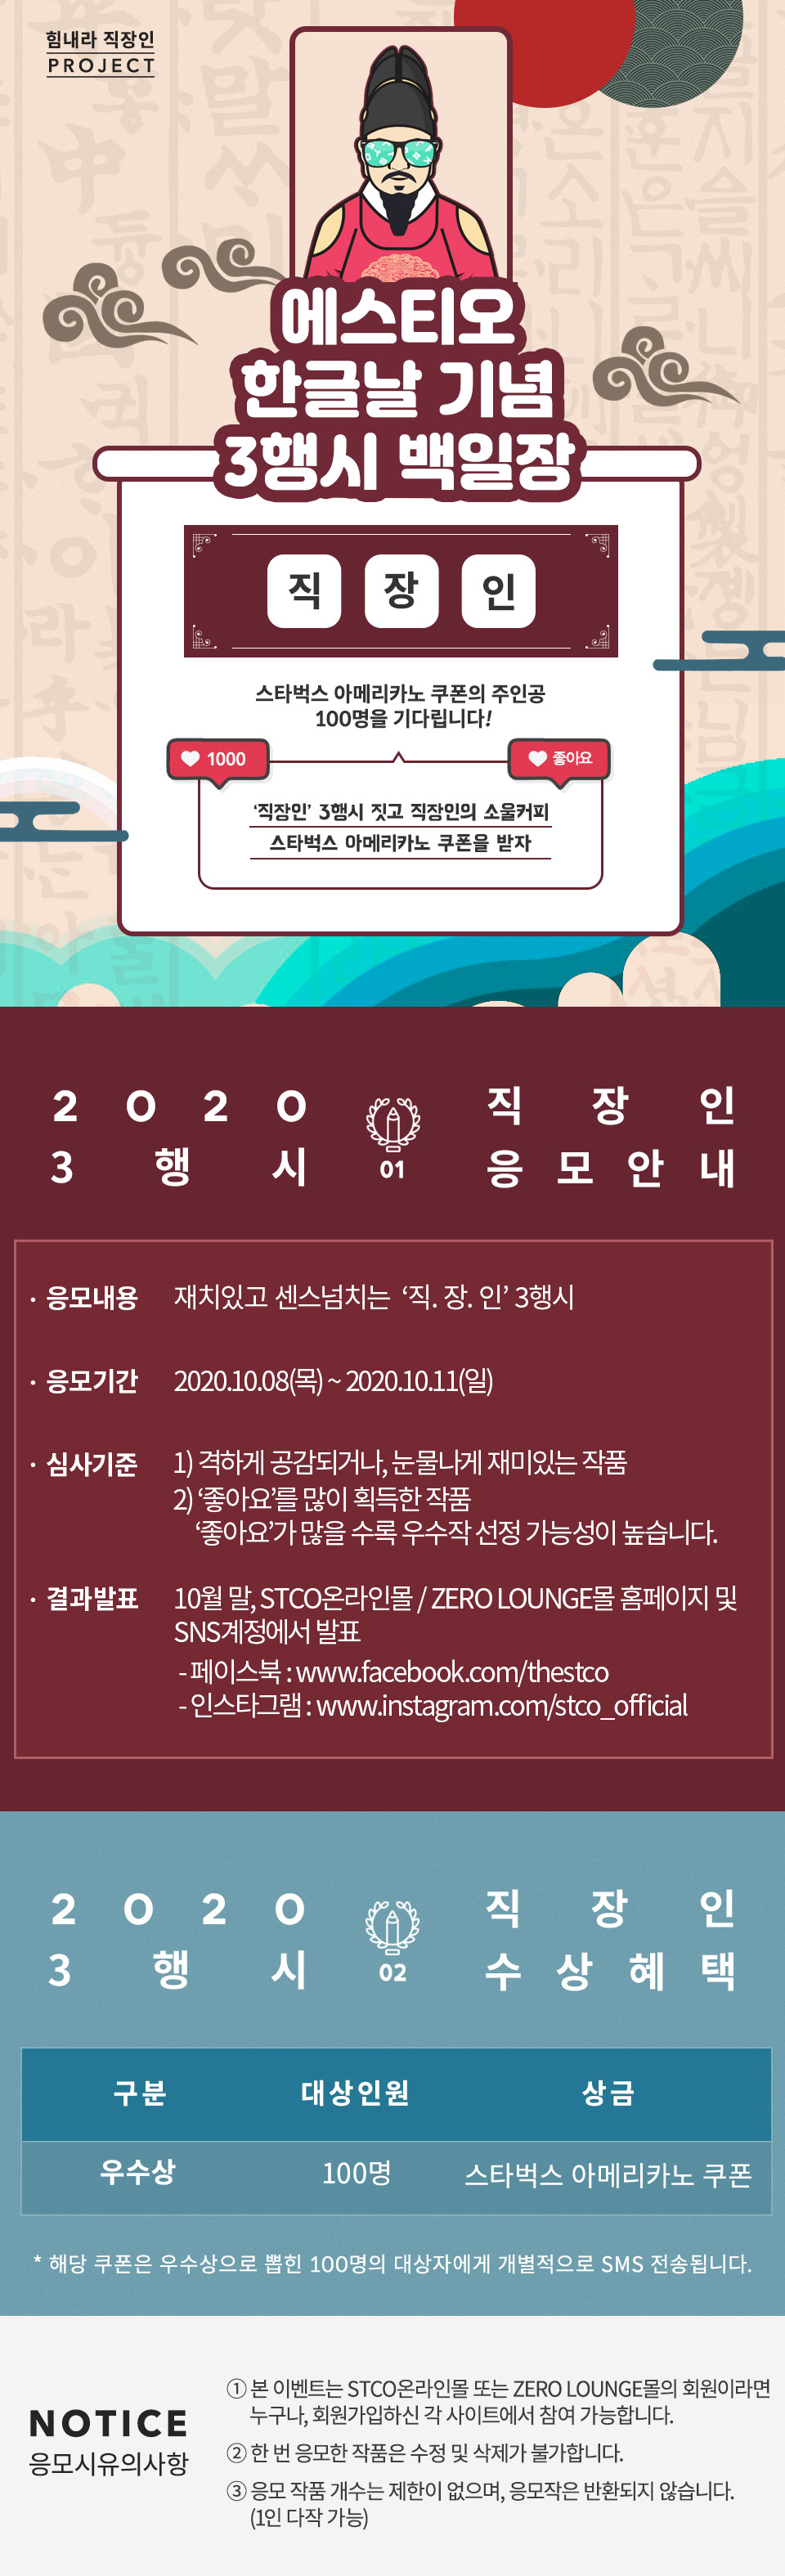 힘내라 직장인
PROJECT
에스티오
한글날 기념
3행시 백일장
직 장 인
스타벅스 아메리카노 쿠폰의 주인공
100명을 기다립니다!
1000
좋아요
‘직장인’ 3행시 짓고 직장인의 소울커피
스타벅스 아메리카노 쿠폰을 받자
2020 직장인
3행시 01 응모안내
· 응모내용 재치있고 센스넘치는 ‘직. 장. 인’ 3행시
· 응모기간 2020.10.08(목) ~ 2020.10.11(일)
· 심사기준 1) 격하게 공감되거나, 눈물나게 재미있는 작품
2) ‘좋아요’를 많이 획득한 작품
‘좋아요’가 많을 수록 우수작 선정 가능성이 높습니다.
· 결과발표 10월 말, STCO온라인몰 / ZERO LOUNGE몰 홈페이지 및
SNS계정에서 발표
- 페이스북 : www.facebook.com/thestco
- 인스타그램 : www.instagram.com/stco_official
2020 직장인
3행시 02 수상혜택
구분 대상인원 상금
우수상 100명 스타벅스 아메리카노 쿠폰
* 해당 쿠폰은 우수상으로 뽑힌 100명의 대상자에게 개별적으로 SMS 전송됩니다.
NOTICE
응모시유의사항
① 본 이벤트는 STCO온라인몰 또는 ZERO LOUNGE몰의 회원이라면
누구나, 회원가입하신 각 사이트에서 참여 가능합니다.
② 한 번 응모한 작품은 수정 및 삭제가 불가합니다.
③ 응모 작품 개수는 제한이 없으며, 응모작은 반환되지 않습니다.
(1인 다작 가능)